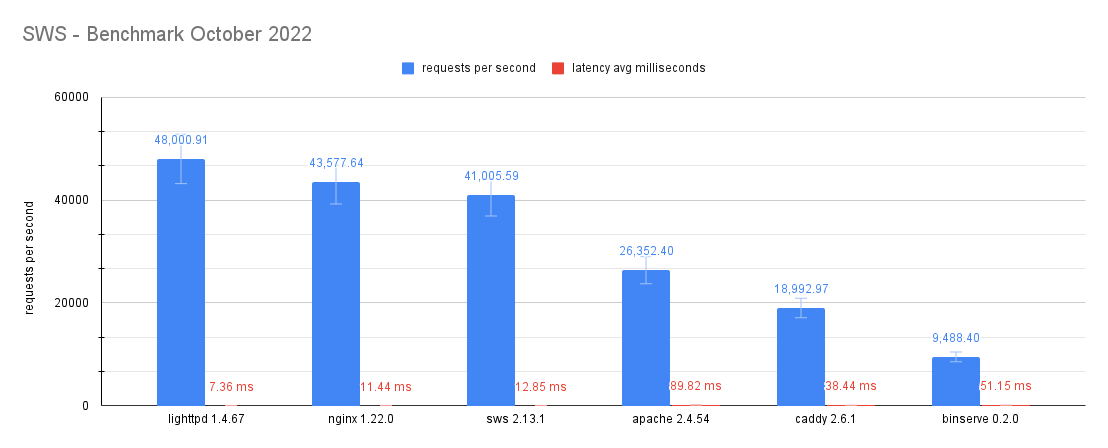 SWS - Benchmark October 2022
requests per second
latency avg milliseconds
60000
40000
20000
0
requests per second
48,000.91
43,577.64
41,005.59
26,352.40
18,992.97
9,488.40
7.36 ms
11.44 ms
12.85 ms
89.82 ms
38.44 ms
51.15 ms
lighttpd 1.4.67
nginx 1.22.0
sws 2.13.1
apache 2.4.54
caddy 2.6.1
binserve 0.2.0